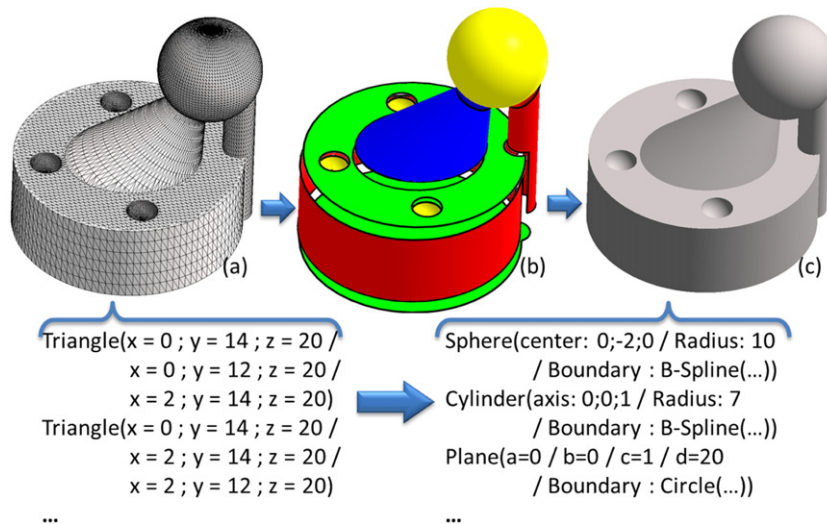 (a)
(b)
(c)
Triangle(x = 0 ; y = 14 ; z = 20 /
x = 0 ; y = 12 ; z = 20 /
x = 2 ; y = 14 ; z = 20)
Triangle(x = 0 ; y = 14 ; z = 20 /
x = 2 ; y = 14 ; z = 20 /
x = 2 ; y = 12 ; z = 20)
...
Sphere(center: 0;-2;0 / Radius: 10
/ Boundary : B-Spline(...))
Cylinder(axis: 0;0;1 / Radius: 7
/ Boundary : B-Spline(...))
Plane(a=0 / b=0 / c=1 / d=20
/ Boundary : Circle(...))
...